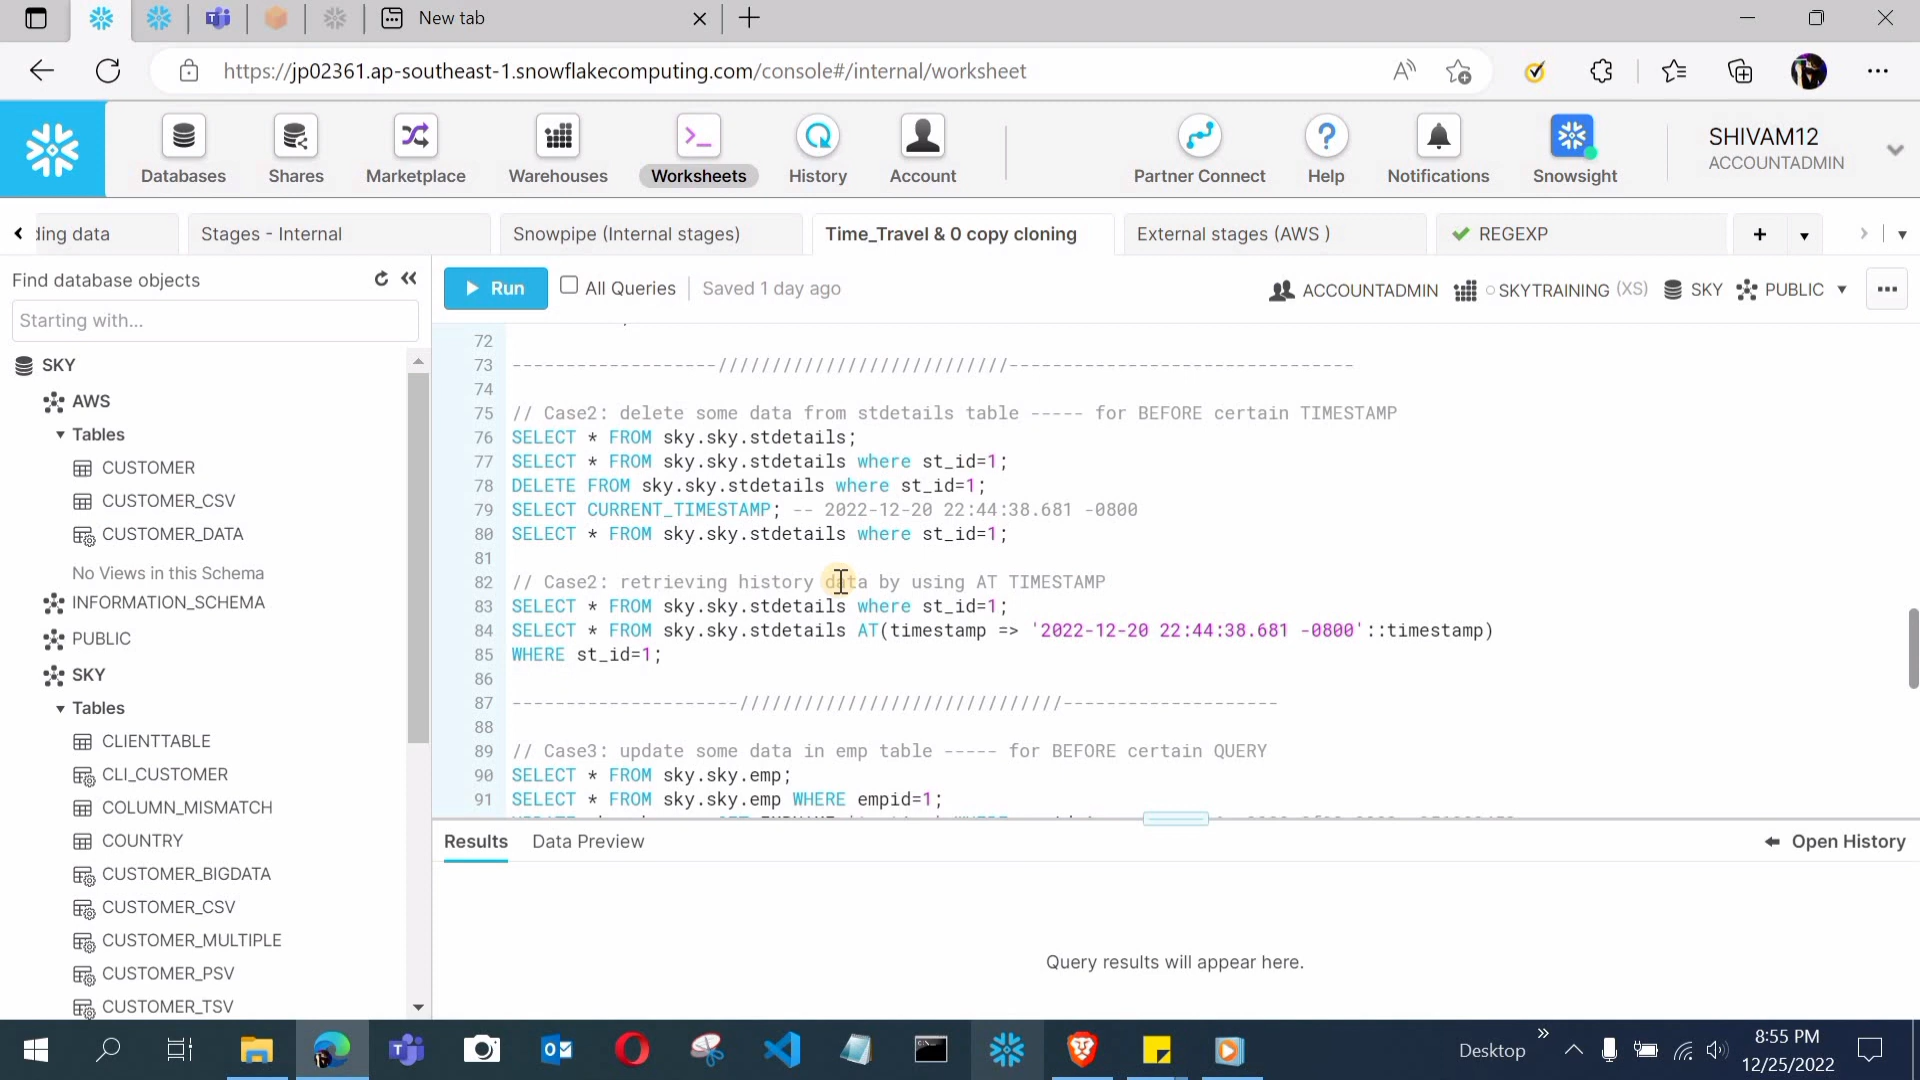 New tab
https://jp02361.ap-southeast-1.snowflakecomputing.com/console#/internal/worksheet
Databases
Shares
Marketplace
Warehouses
Worksheets
History
Account
Partner Connect
Help
Notifications
Snowsight
SHIVAM12
ACCOUNTADMIN
ding data
Stages - Internal
Snowpipe (Internal stages)
Time_Travel & 0 copy cloning
External stages (AWS )
REGEXP
Find database objects
Starting with...
Run
All Queries
Saved 1 day ago
ACCOUNTADMIN
SKYTRAINING (XS)
SKY
PUBLIC
SKY
AWS
Tables
CUSTOMER
CUSTOMER_CSV
CUSTOMER_DATA
No Views in this Schema
INFORMATION_SCHEMA
PUBLIC
SKY
Tables
CLIENTTABLE
CLI_CUSTOMER
COLUMN_MISMATCH
COUNTRY
CUSTOMER_BIGDATA
CUSTOMER_CSV
CUSTOMER_MULTIPLE
CUSTOMER_PSV
CUSTOMER_TSV
72
73 -------------------///////////////////////////--------------------------------
74
75 // Case2: delete some data from stdetails table ----- for BEFORE certain TIMESTAMP
76 SELECT * FROM sky.sky.stdetails;
77 SELECT * FROM sky.sky.stdetails where st_id=1;
78 DELETE FROM sky.sky.stdetails where st_id=1;
79 SELECT CURRENT_TIMESTAMP; -- 2022-12-20 22:44:38.681 -0800
80 SELECT * FROM sky.sky.stdetails where st_id=1;
81
82 // Case2: retrieving history data by using AT TIMESTAMP
83 SELECT * FROM sky.sky.stdetails where st_id=1;
84 SELECT * FROM sky.sky.stdetails AT(timestamp => '2022-12-20 22:44:38.681 -0800'::timestamp)
85 WHERE st_id=1;
86
87 ---------------------//////////////////////////////--------------------
88
89 // Case3: update some data in emp table ----- for BEFORE certain QUERY
90 SELECT * FROM sky.sky.emp;
91 SELECT * FROM sky.sky.emp WHERE empid=1;
Results
Data Preview
Open History
Query results will appear here.
Desktop
8:55 PM
12/25/2022